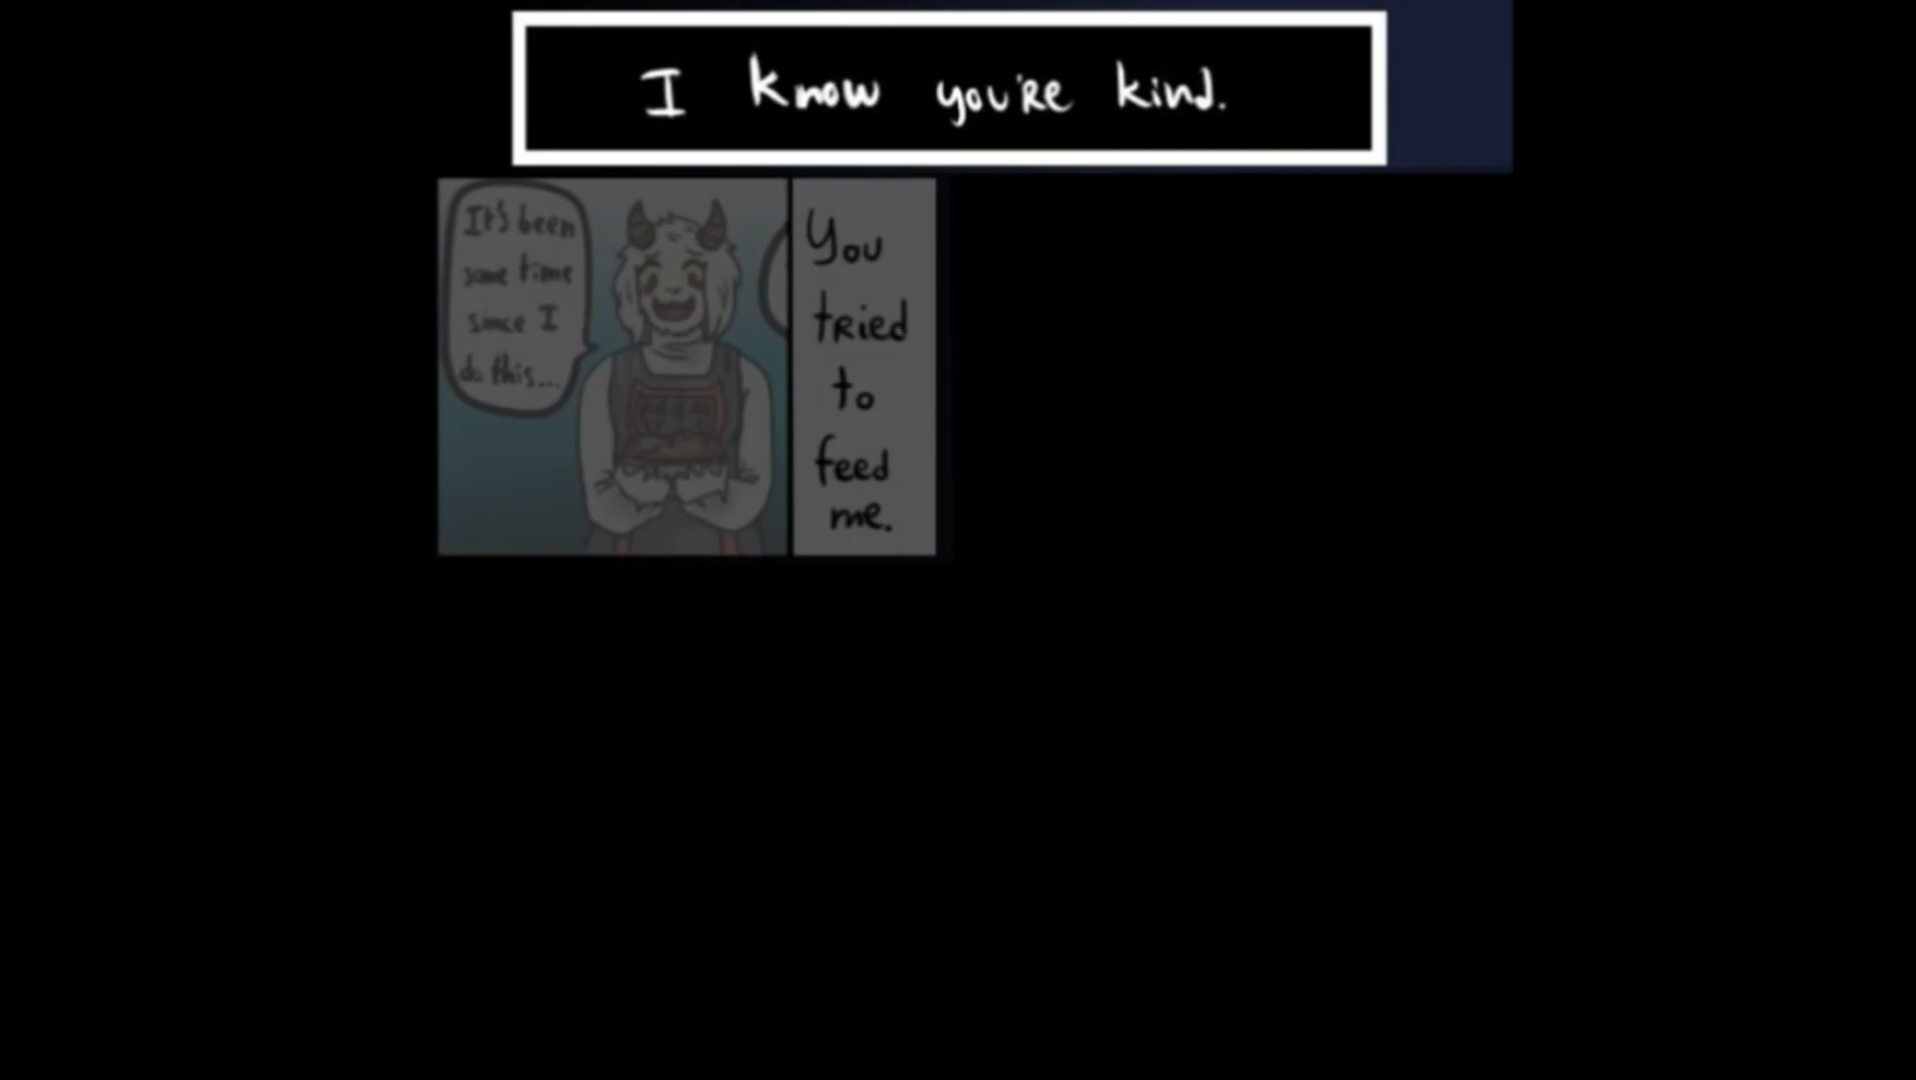 I know you're kind.
It's been
some time
since I
do this...
You
tried
to
feed
me.